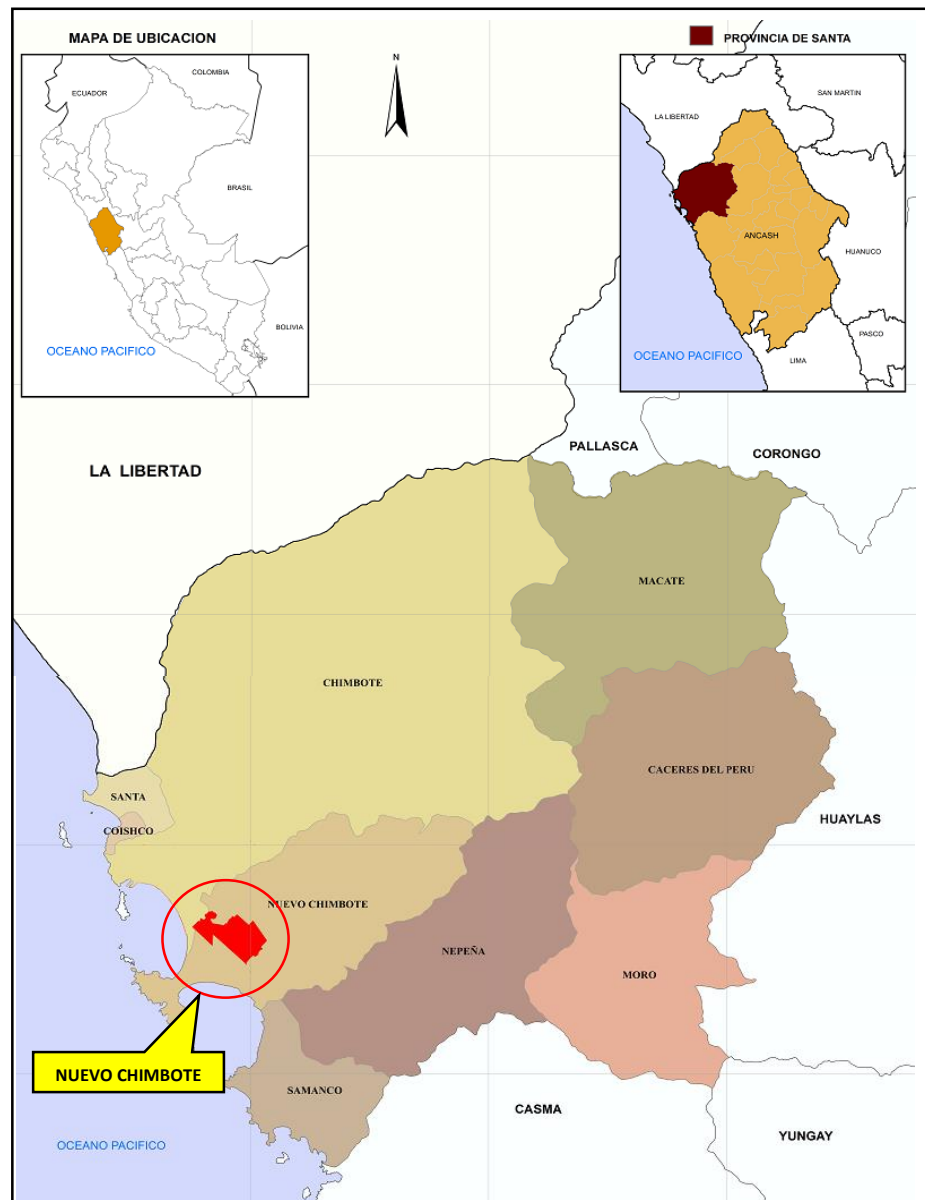 MAPA DE UBICACION
PROVINCIA DE SANTA
N
COLOMBIA
ECUADOR
BRASIL
BOLIVIA
OCEANO PACIFICO
SAN MARTIN
LA LIBERTAD
ANCASH
HUANUCO
PASCO
OCEANO PACIFICO
LIMA
PALLASCA
CORONGO
LA LIBERTAD
MACATE
CHIMBOTE
CACERES DEL PERU
SANTA
COISHCO
HUAYLAS
NUEVO CHIMBOTE
NEPEÑA
MORO
NUEVO CHIMBOTE
SAMANCO
CASMA
YUNGAY
OCEANO PACIFICO